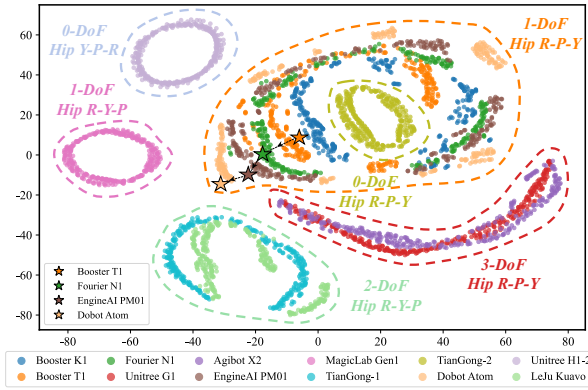 0-DoF
Hip Y-P-R
1-DoF
Hip R-P-Y
1-DoF
Hip R-Y-P
0-DoF
Hip R-P-Y
2-DoF
Hip R-Y-P
3-DoF
Hip R-P-Y
60
40
20
0
−20
−40
−60
−80
Booster T1
Fourier N1
EngineAI PM01
Dobot Atom
−80 −60 −40 −20 0 20 40 60 80
Booster K1 Fourier N1 Agibot X2 MagicLab Gen1 TianGong-2 Unitree H1-2
Booster T1 Unitree G1 EngineAI PM01 TianGong-1 Dobot Atom LeJu Kuavo